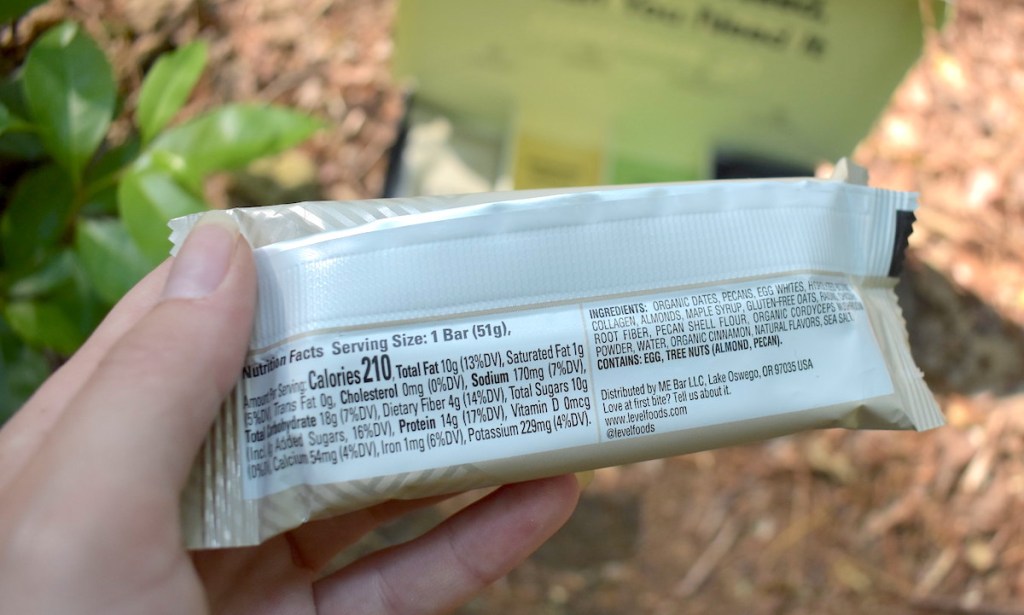 You Need It
Nutrition Facts Serving Size: 1 Bar (51g),
Amount Per Serving: Calories 210, Total Fat 10g (13%DV), Saturated Fat 1g
(5%DV) Trans Fat 0g, Cholesterol 0mg (0%DV), Sodium 170mg (7%DV),
Total 18g (7%DV), Dietary Fiber 4g (14%DV), Total Sugars 10g
Added Sugars, 16%DV), Protein 14g (17%DV), Vitamin D 0mcg
Calcium 54mg (4%DV), Iron 1mg (6%DV), Potassium 229mg (4%DV).
INGREDIENTS: ORGANIC DATES, PECANS, EGG WHITES,
COLLAGEN, ALMONDS, MAPLE SYRUP, GLUTEN-FREE OATS,
ROOT FIBER, PECAN SHELL FLOUR, ORGANIC CORDYCEPS
POWDER, WATER, ORGANIC CINNAMON, NATURAL FLAVORS, SEA SALT.
CONTAINS: EGG, TREE NUTS (ALMOND, PECAN).
Distributed by ME Bar LLC, Lake Oswego, OR 97035 USA
Love at first bite? Tell us about it.
www.levelfoods.com
@levelfoods